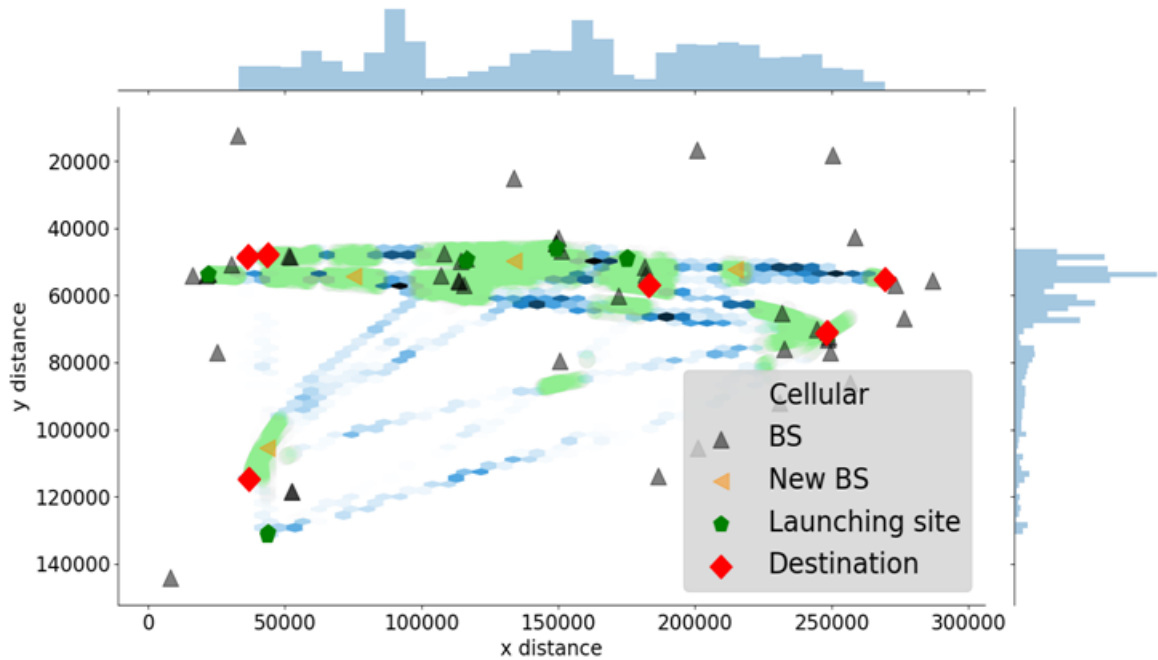 20000
40000
60000
80000
100000
120000
140000
y distance
Cellular
BS
New BS
Launching site
Destination
0 50000 100000 150000 200000 250000 300000
x distance